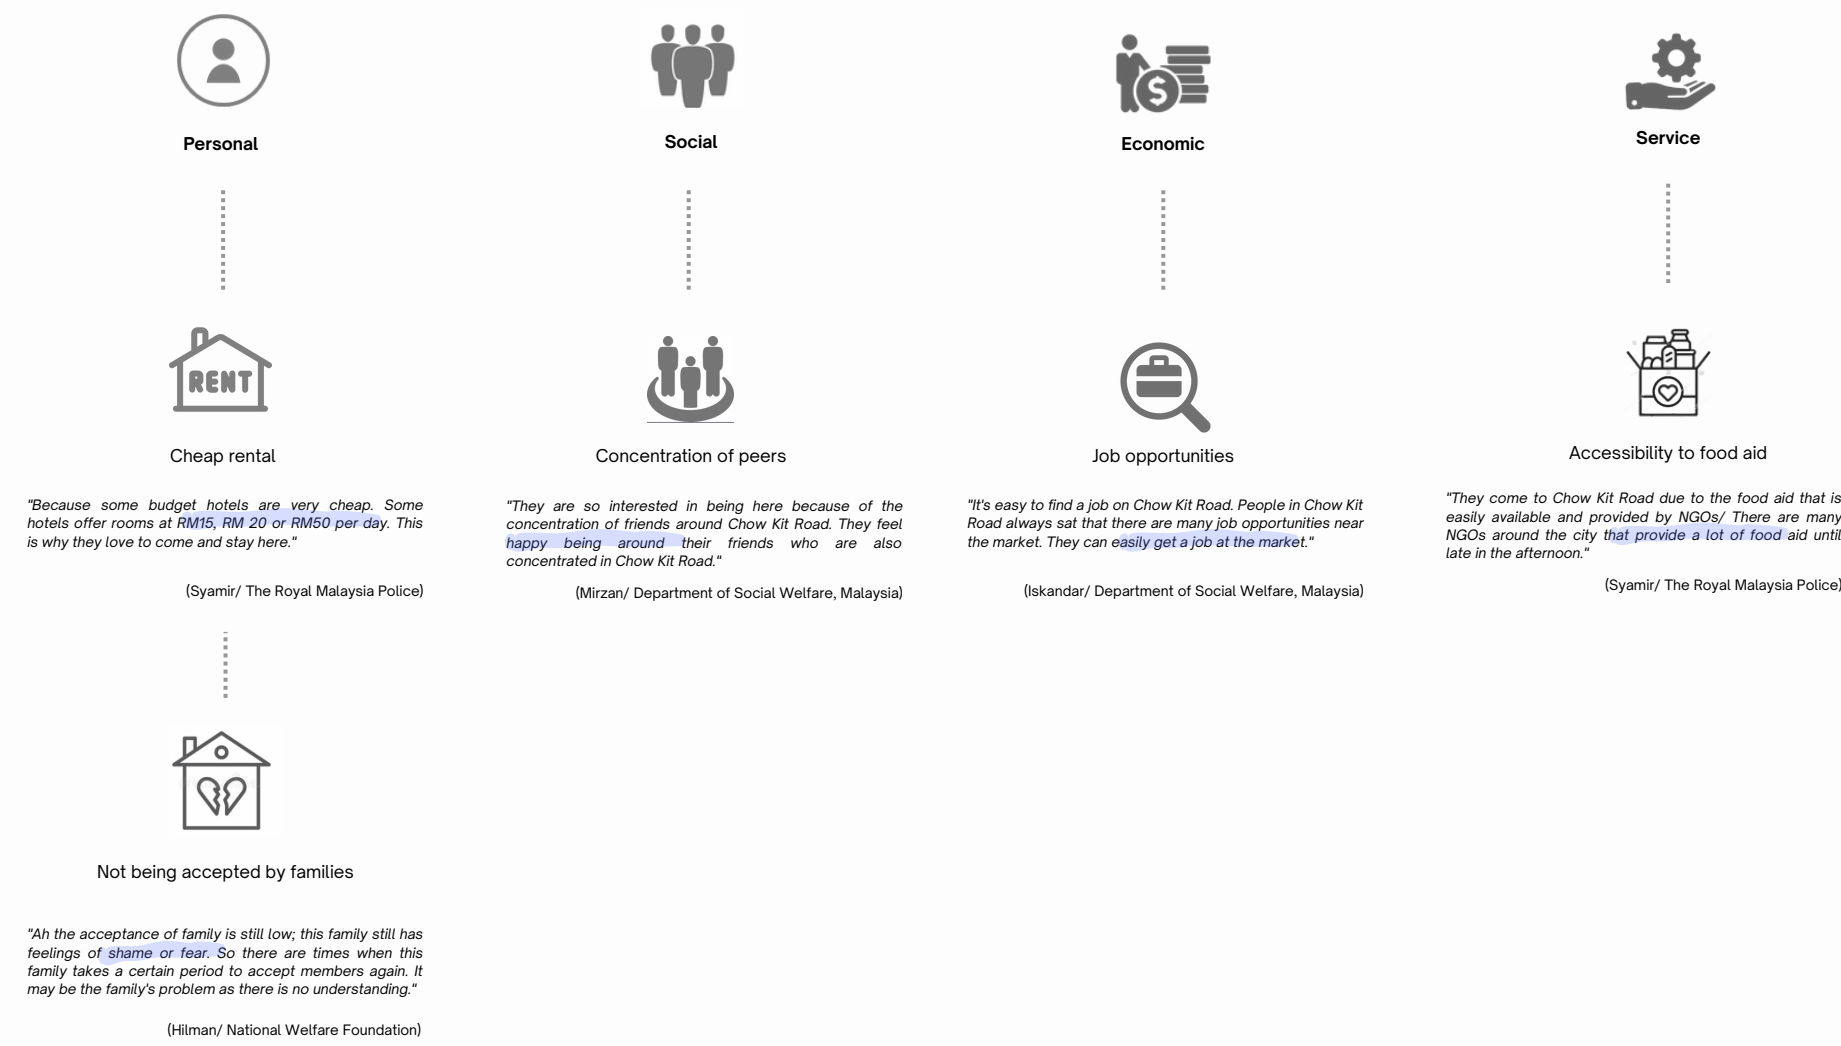 Personal
RENT
Cheap rental
"Because some budget hotels are very cheap. Some
hotels offer rooms at RM15, RM 20 or RM50 per day. This
is why they love to come and stay here."
(Syamir/ The Royal Malaysia Police)
Not being accepted by families
"Ah the acceptance of family is still low; this family still has
feelings of shame or fear. So there are times when this
family takes a certain period to accept members again. It
may be the family's problem as there is no understanding."
(Hilman/ National Welfare Foundation)
Social
Concentration of peers
"They are so interested in being here because of the
concentration of friends around Chow Kit Road. They feel
happy being around their friends who are also
concentrated in Chow Kit Road."
(Mirzan/ Department of Social Welfare, Malaysia)
Economic
$
Job opportunities
"It's easy to find a job on Chow Kit Road. People in Chow Kit
Road always sat that there are many job opportunities near
the market. They can easily get a job at the market."
(Iskandar/ Department of Social Welfare, Malaysia)
Service
Accessibility to food aid
"They come to Chow Kit Road due to the food aid that is
easily available and provided by NGOs/ There are many
NGOs around the city that provide a lot of food aid until
late in the afternoon."
(Syamir/ The Royal Malaysia Police)